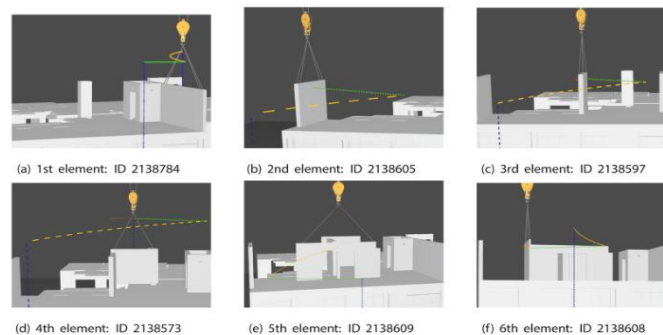 (a) 1st element: ID 2138784
(b) 2nd element: ID 2138605
(c) 3rd element: ID 2138597
(d) 4th element: ID 2138573
(e) 5th element: ID 2138609
(f) 6th element: ID 2138608